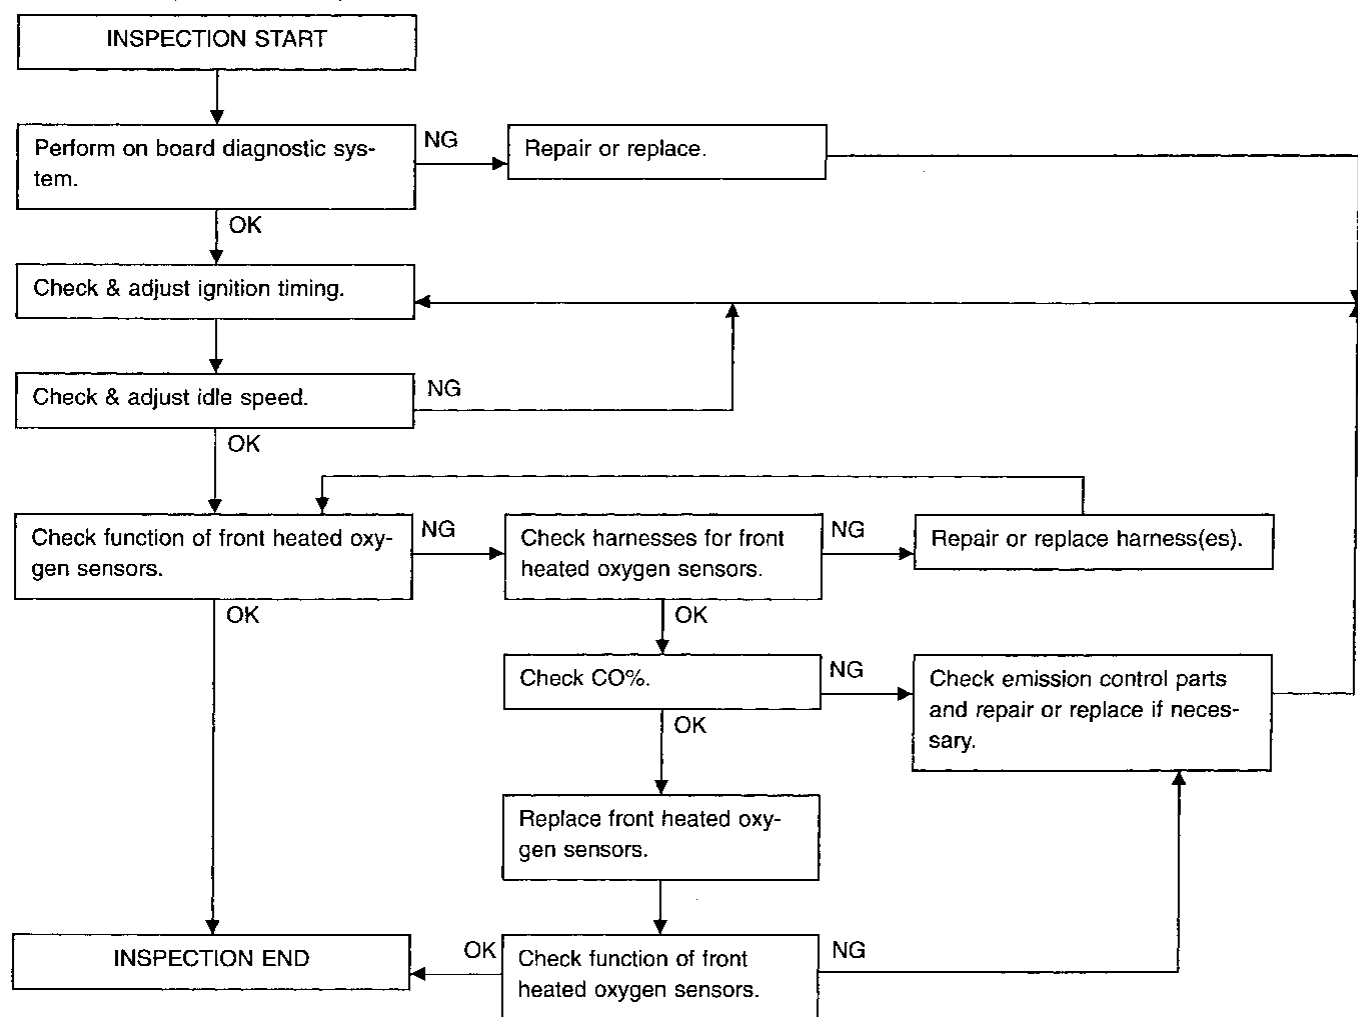 INSPECTION START
Perform on board diagnostic sys-
tem.
NG
Repair or replace.
OK
Check & adjust ignition timing.
Check & adjust idle speed.
NG
OK
Check function of front heated oxy-
gen sensors.
NG
Check harnesses for front
heated oxygen sensors.
NG
Repair or replace harness(es).
OK
OK
Check CO%.
NG
Check emission control parts
and repair or replace if neces-
sary.
OK
Replace front heated oxy-
gen sensors.
INSPECTION END
OK
Check function of front
heated oxygen sensors.
NG